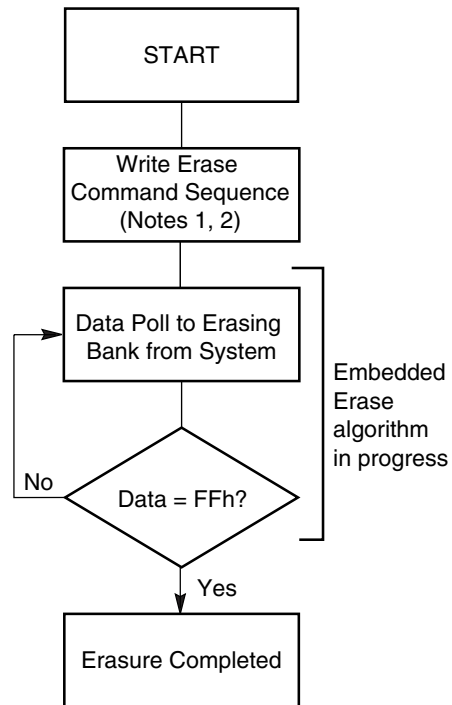 START
Write Erase
Command Sequence
(Notes 1, 2)
Data Poll to Erasing
Bank from System
Embedded
Erase
algorithm
in progress
No
Data = FFh?
Yes
Erasure Completed